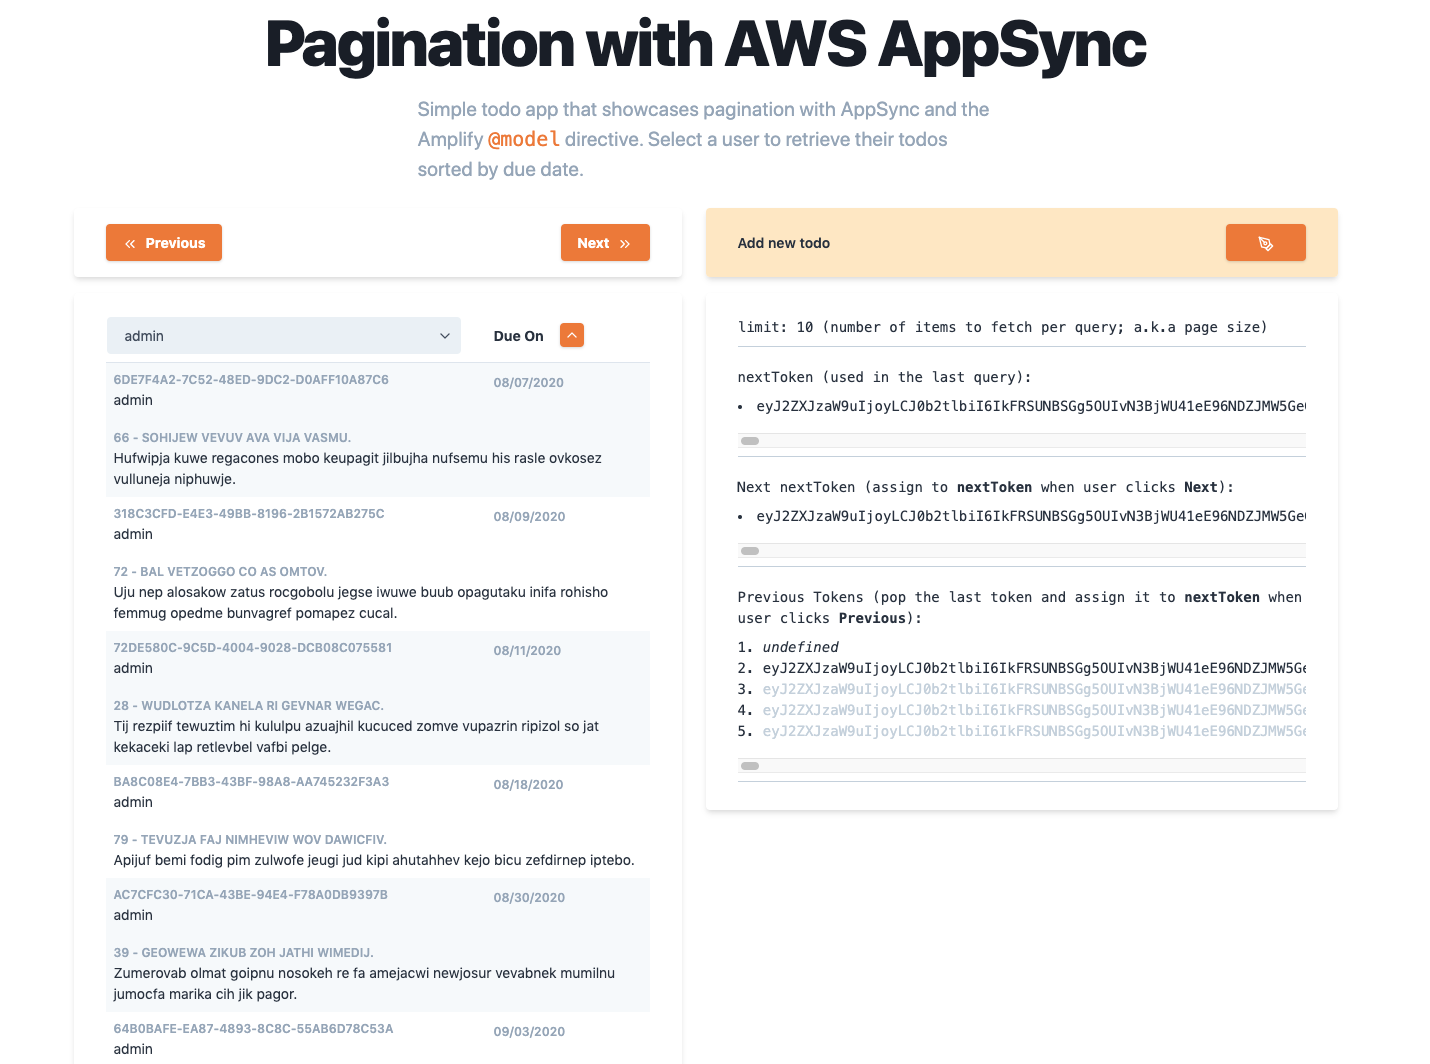 Pagination with AWS AppSync
Simple todo app that showcases pagination with AppSync and the
Amplify @model directive. Select a user to retrieve their todos
sorted by due date.
« Previous
Next »
Add new todo
admin
Due On
6DE7F4A2-7C52-48ED-9DC2-D0AFF10A87C6
08/07/2020
admin
66 - SOHIJEW VEVUV AVA VIJA VASMU.
Hufwipja kuwe regacones mobo keupagit jilbujha nufsemu his rasle ovkosez
vulluneja niphuwje.
318C3CFD-E4E3-49BB-8196-2B1572AB275C
08/09/2020
admin
72 - BAL VETZOGGO CO AS OMTOV.
Uju nep alosakow zatus rocgobolu jegse iwuwe buub opagutaku inifa rohisho
femmug opedme bunvagref pomapez cucal.
72DE580C-9C5D-4004-9028-DCB08C075581
08/11/2020
admin
28 - WUDLOTZA KANELA RI GEVNAR WEGAC.
Tij rezpiif tewuztim hi kululpu azuajhil kucuced zomve vupazrin ripizol so jat
kekaceki lap retlevbel vafbi pelge.
BA8C08E4-7BB3-43BF-98A8-AA745232F3A3
08/18/2020
admin
79 - TEVUZJA FAJ NIMHEVIW WOV DAWICFIV.
Apijuf bemi fodig pim zulwofe jeugi jud kipi ahutahhev kejo bicu zefdirnep iptebo.
AC7CFC30-71CA-43BE-94E4-F78A0DB9397B
08/30/2020
admin
39 - GEOWEWA ZIKUB ZOH JATHI WIMEDIJ.
Zumerovab olmat goipnu nosokeh re fa amejacwi newjosur vevabnek mumilnu
jumocfa marika cih jik pagor.
64B0BAFE-EA87-4893-8C8C-55AB6D78C53A
09/03/2020
admin
limit: 10 (number of items to fetch per query; a.k.a page size)
nextToken (used in the last query):
• eyJ2ZXJzaW9uIjoyLCJ0b2tlbiI6IkFRSUNBSGg5OUIvN3BjWU41eE96NDZJMW5Ge
Next nextToken (assign to nextToken when user clicks Next):
• eyJ2ZXJzaW9uIjoyLCJ0b2tlbiI6IkFRSUNBSGg5OUIvN3BjWU41eE96NDZJMW5Ge
Previous Tokens (pop the last token and assign it to nextToken when
user clicks Previous):
1. undefined
2. eyJ2ZXJzaW9uIjoyLCJ0b2tlbiI6IkFRSUNBSGg5OUIvN3BjWU41eE96NDZJMW5Ge
3. eyJ2ZXJzaW9uIjoyLCJ0b2tlbiI6IkFRSUNBSGg5OUIvN3BjWU41eE96NDZJMW5Ge
4. eyJ2ZXJzaW9uIjoyLCJ0b2tlbiI6IkFRSUNBSGg5OUIvN3BjWU41eE96NDZJMW5Ge
5. eyJ2ZXJzaW9uIjoyLCJ0b2tlbiI6IkFRSUNBSGg5OUIvN3BjWU41eE96NDZJMW5Ge